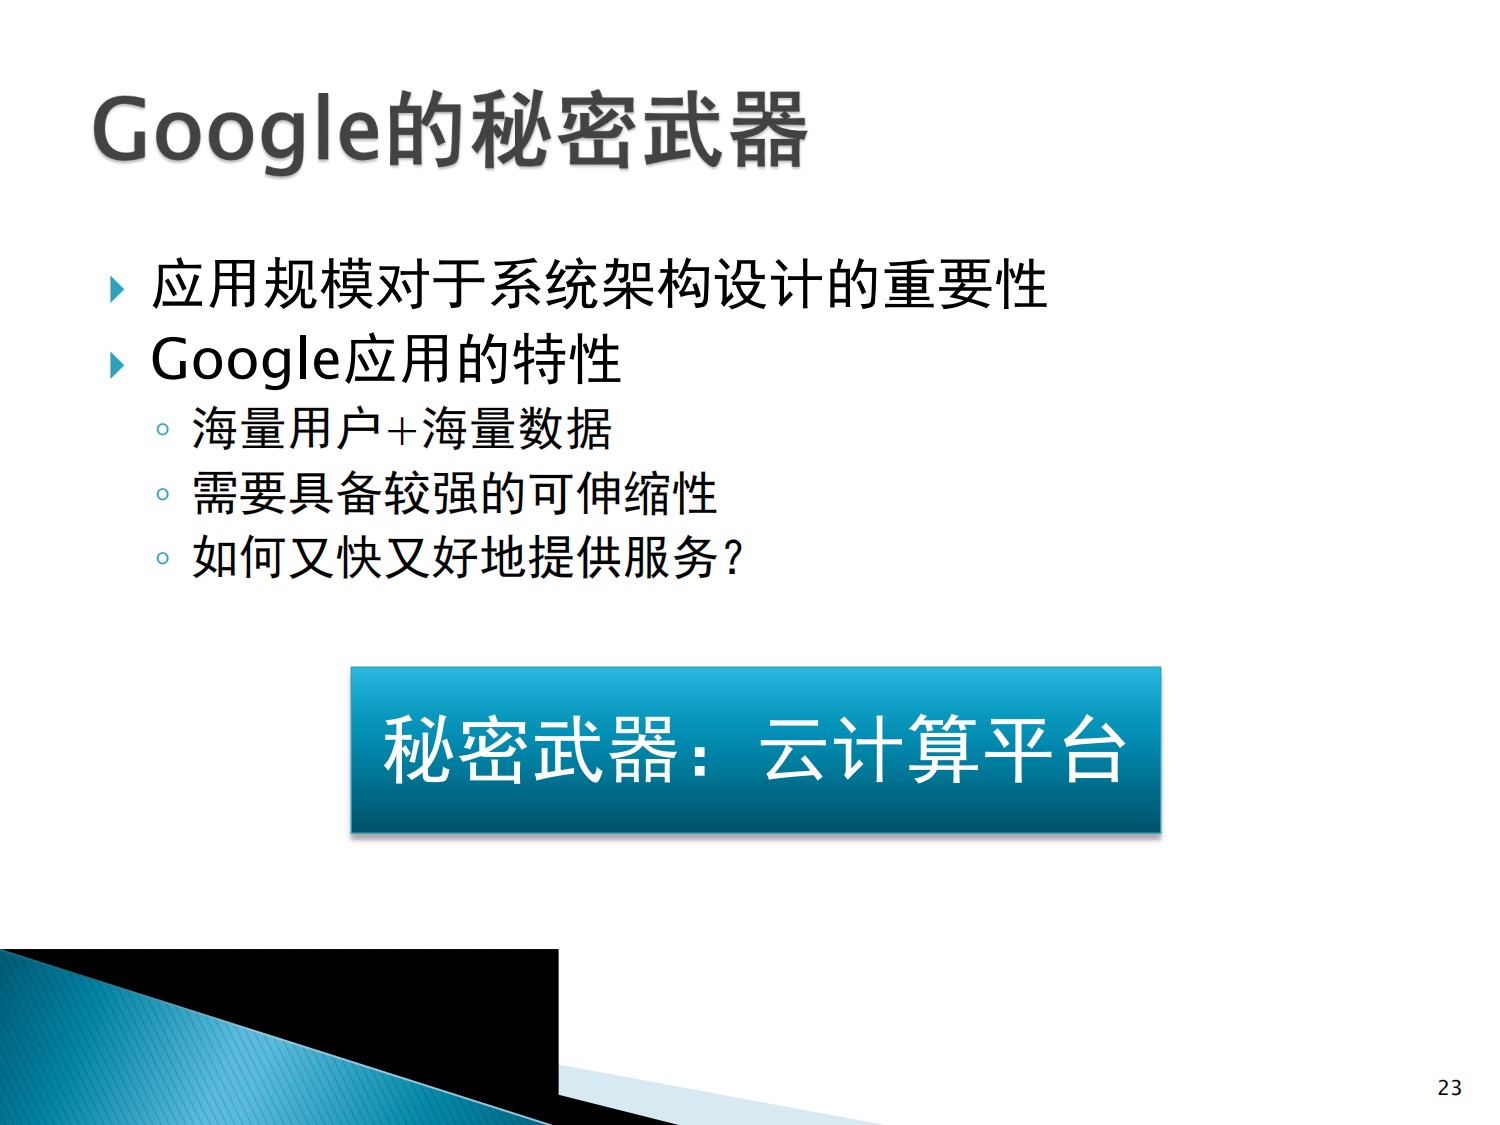 Google的秘密武器
应用规模对于系统架构设计的重要性
Google应用的特性
海量用户+海量数据
需要具备较强的可伸缩性
如何又快又好地提供服务？
秘密武器：云计算平台
23